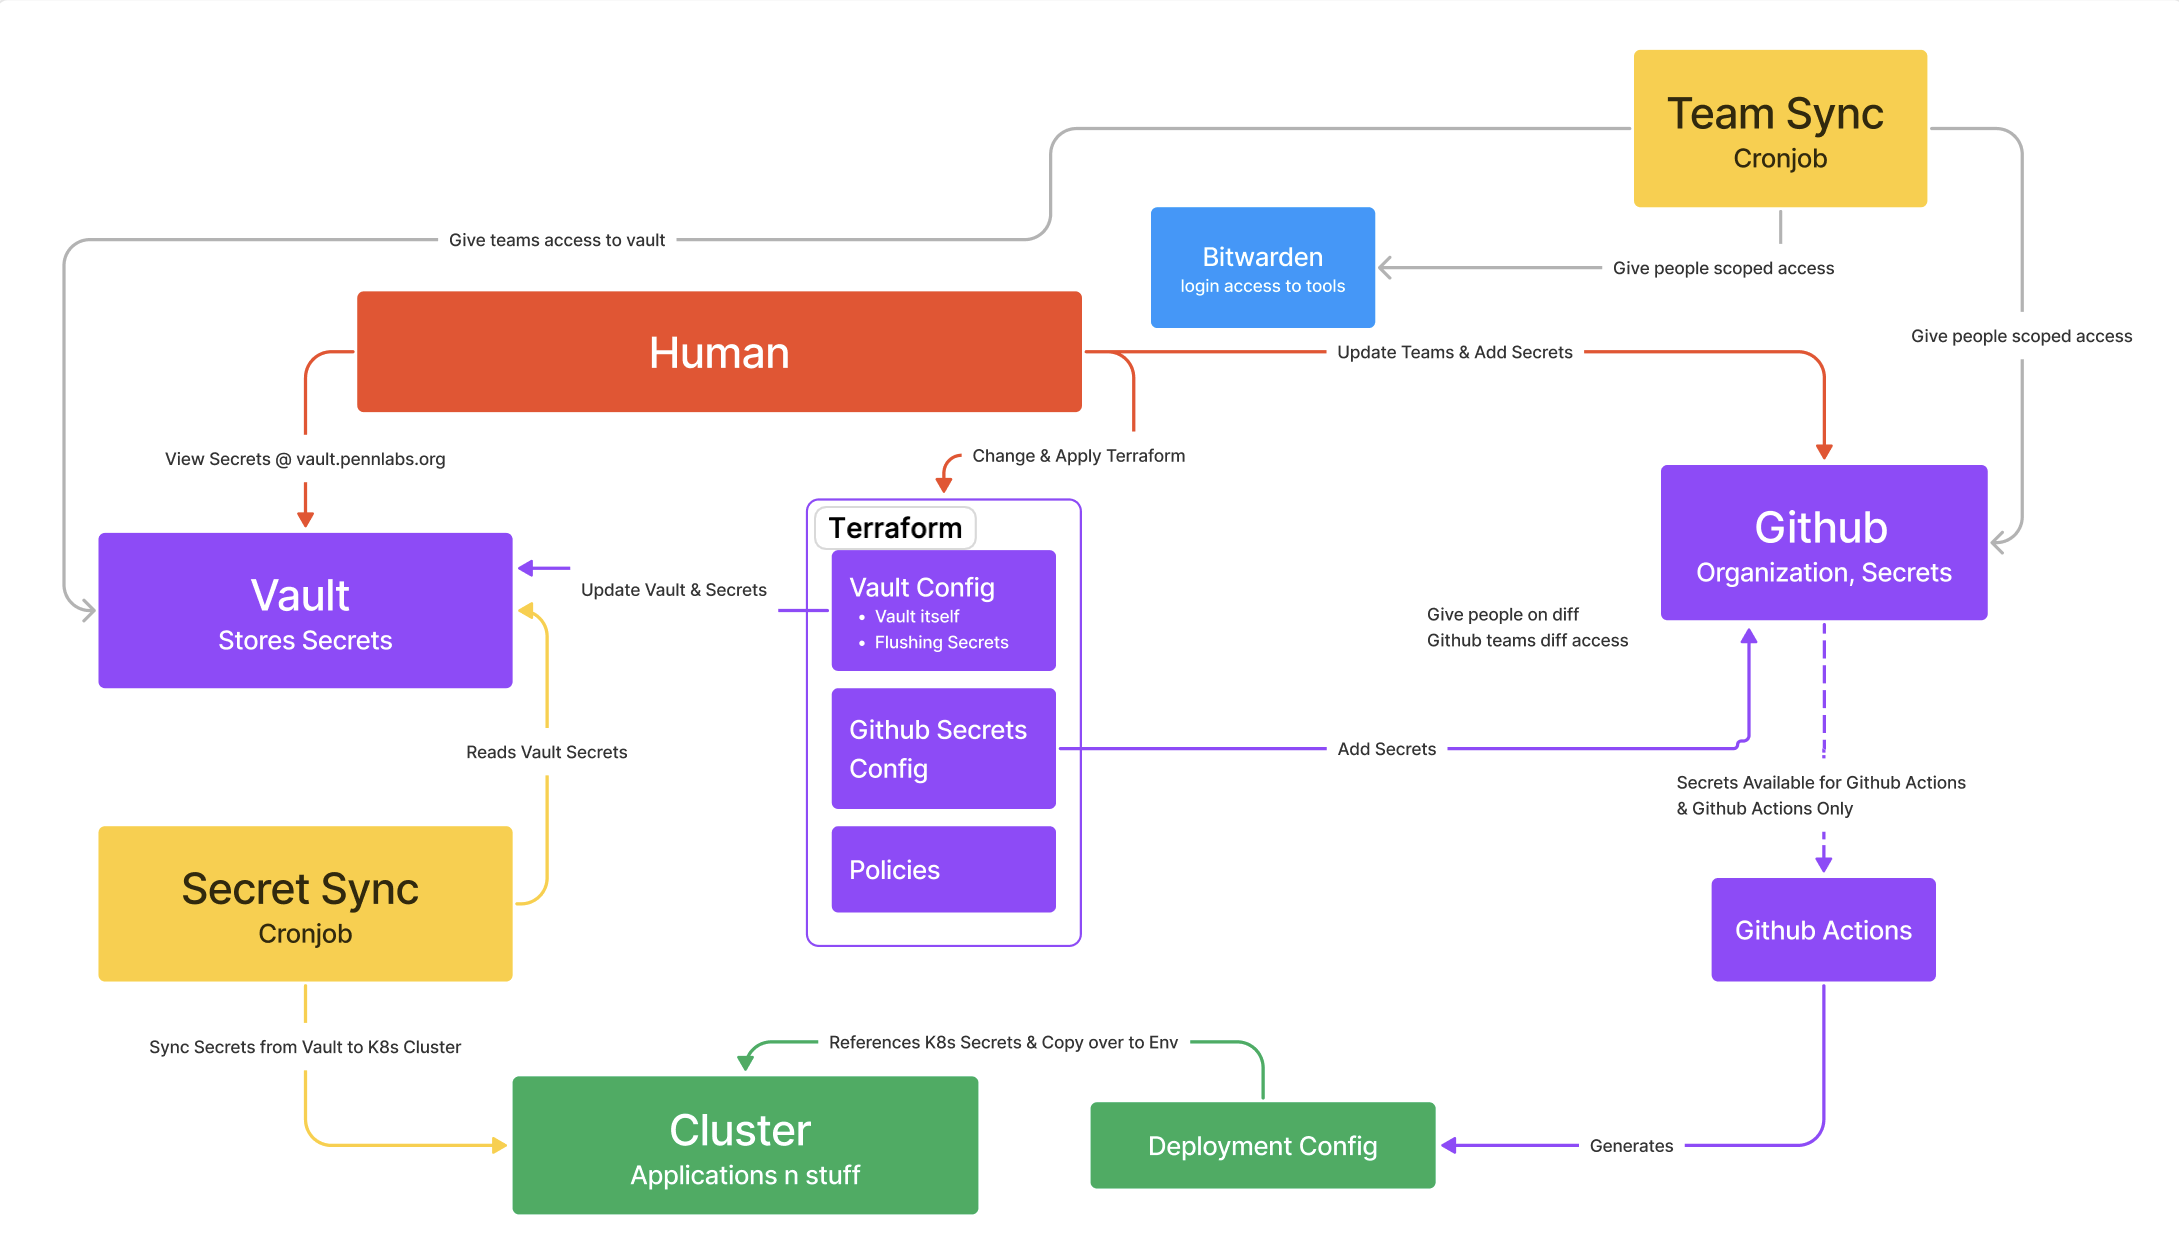 Team Sync
Cronjob
Give teams access to vault
Bitwarden
login access to tools
Give people scoped access
Give people scoped access
Human
Update Teams & Add Secrets
View Secrets @ vault.pennlabs.org
Change & Apply Terraform
Terraform
Github
Organization, Secrets
Vault
Stores Secrets
Update Vault & Secrets
Vault Config
• Vault itself
• Flushing Secrets
Give people on diff
Github teams diff access
Github Secrets
Config
Reads Vault Secrets
Add Secrets
Secrets Available for Github Actions
& Github Actions Only
Policies
Secret Sync
Cronjob
Github Actions
Sync Secrets from Vault to K8s Cluster
References K8s Secrets & Copy over to Env
Cluster
Applications n stuff
Deployment Config
Generates